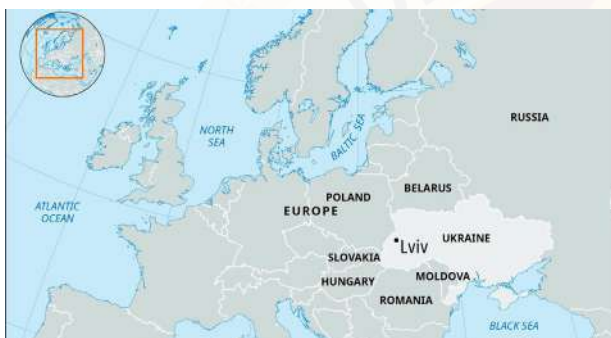 RUSSIA
NORTH
SEA
BALTIC SEA
BELARUS
POLAND
ATLANTIC
OCEAN
EUROPE
UKRAINE
Lviv
SLOVAKIA
MOLDOVA
HUNGARY
ROMANIA
BLACK SEA